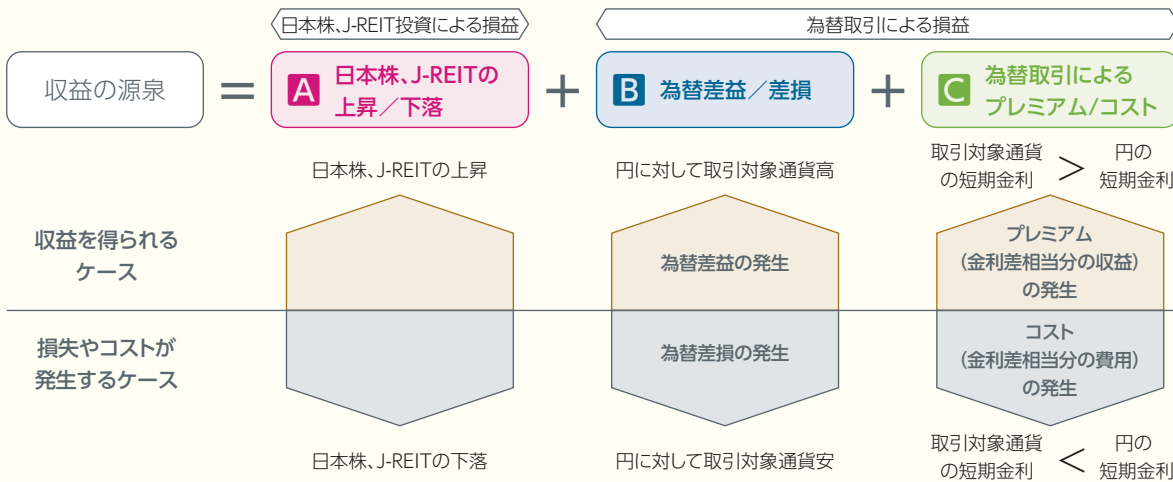 日本株、J-REIT投資による損益
為替取引による損益
収益の源泉
=
A
日本株、J-REITの
上昇／下落
+
B
為替差益／差損
+
C
為替取引による
プレミアム/コスト
日本株、J-REITの上昇
円に対して取引対象通貨高
取引対象通貨
の短期金利
>
円の
短期金利
収益を得られる
ケース
為替差益の発生
プレミアム
（金利差相当分の収益）
の発生
損失やコストが
発生するケース
為替差損の発生
コスト
（金利差相当分の費用）
の発生
日本株、J-REITの下落
円に対して取引対象通貨安
取引対象通貨
の短期金利
<
円の
短期金利